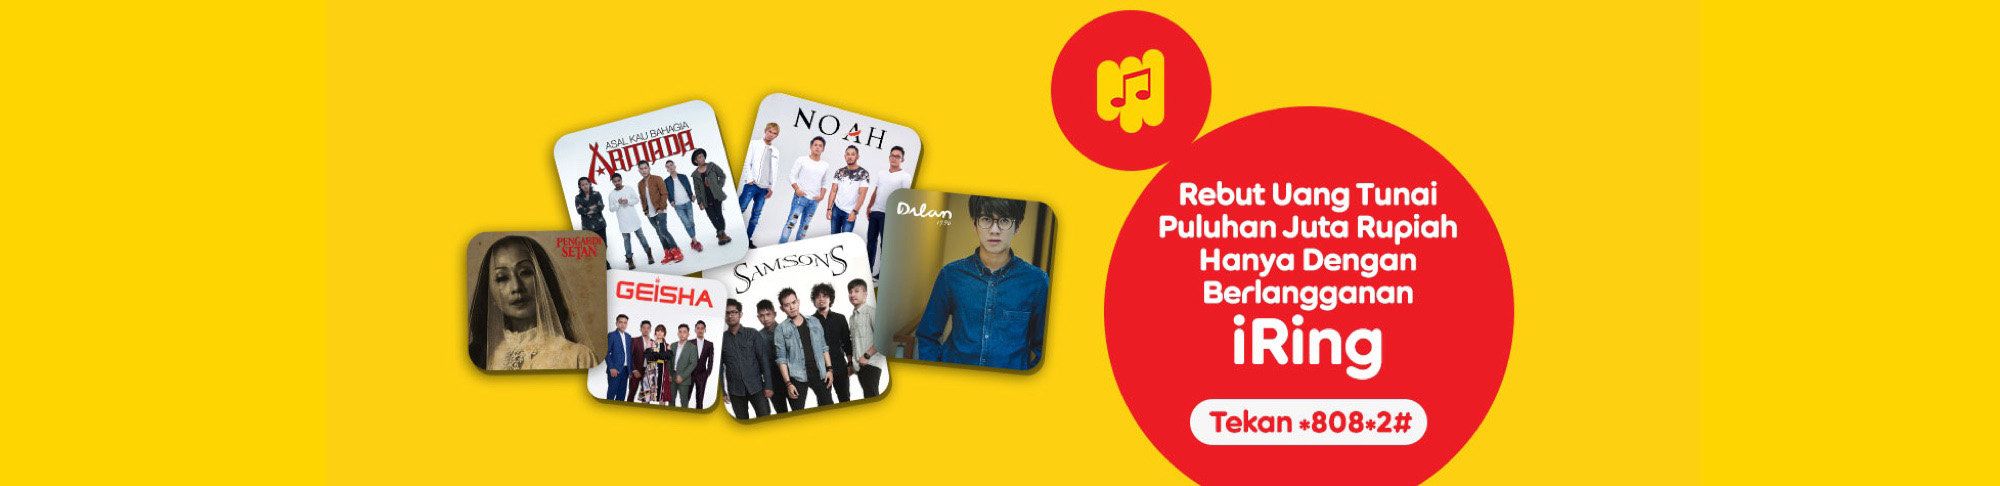 ASAL KAU BAHAGIA
ARMADA
NOAH
Dilan
1990
PENGABDI
SETAN
GEISHA
SAMSONS
Rebut Uang Tunai
Puluhan Juta Rupiah
Hanya Dengan
Berlangganan
iRing
Tekan *808*2#